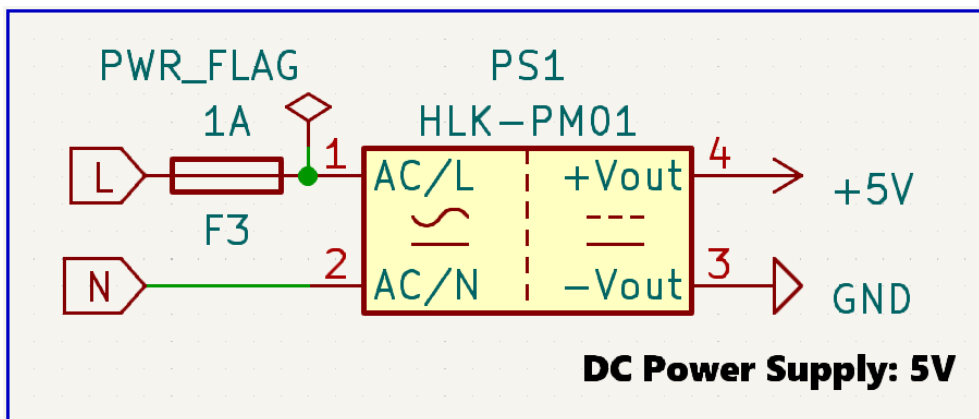 PWR_FLAG
PS1
1A
HLK-PM01
L
1
AC/L
+Vout
4
+5V
F3
N
2
AC/N
-Vout
3
GND
DC Power Supply: 5V